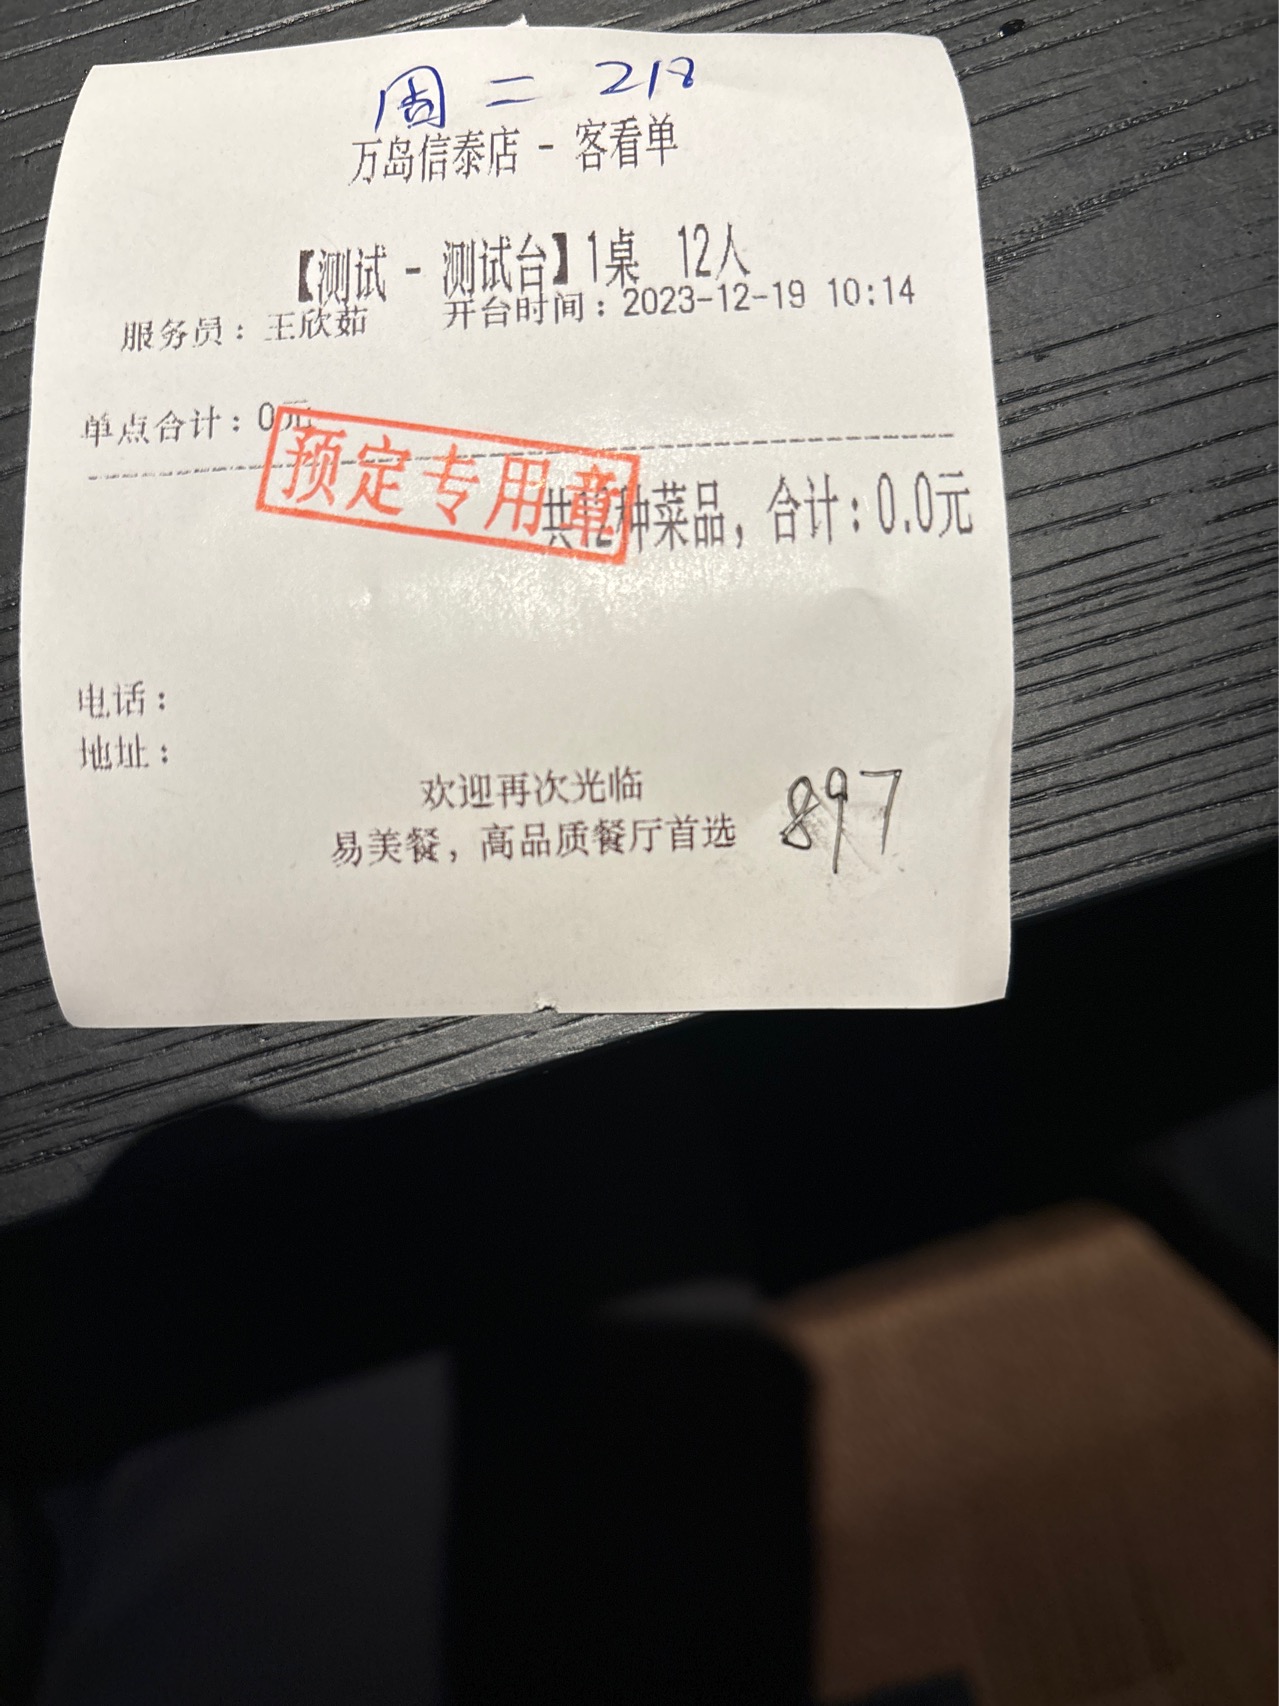 周二 218
万岛信泰店 - 客看单
【测试 - 测试台】1桌 12人
服务员：王欣茹 开台时间：2023-12-19 10:14
单点合计：0元
预定专用章
共12种菜品，合计：0.0元
电话：
地址：
欢迎再次光临
易美餐，高品质餐厅首选
897